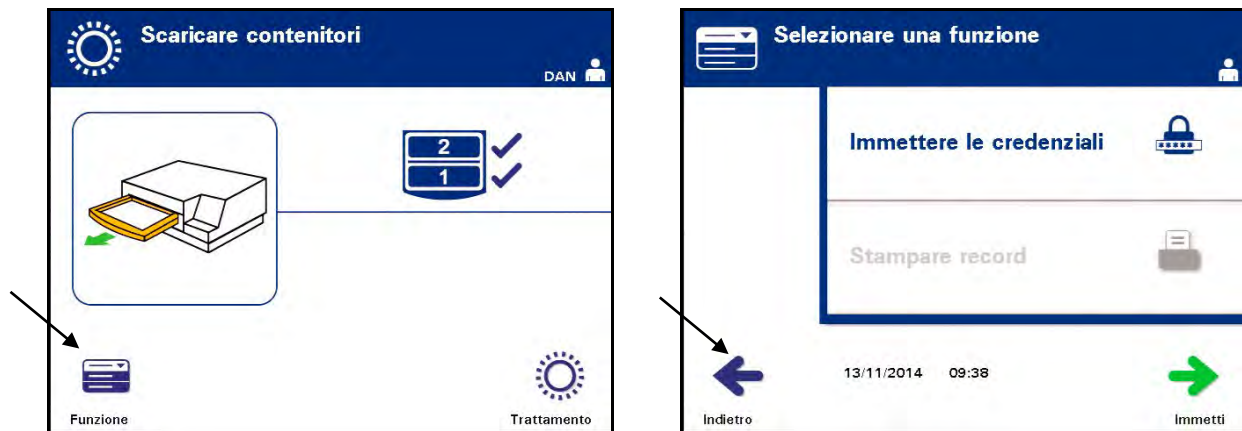 Scaricare contenitori
DAN
2
1
Funzione
Trattamento
Selezionare una funzione
Immettere le credenziali
*****
Stampare record
13/11/2014 09:38
Indietro
Immetti